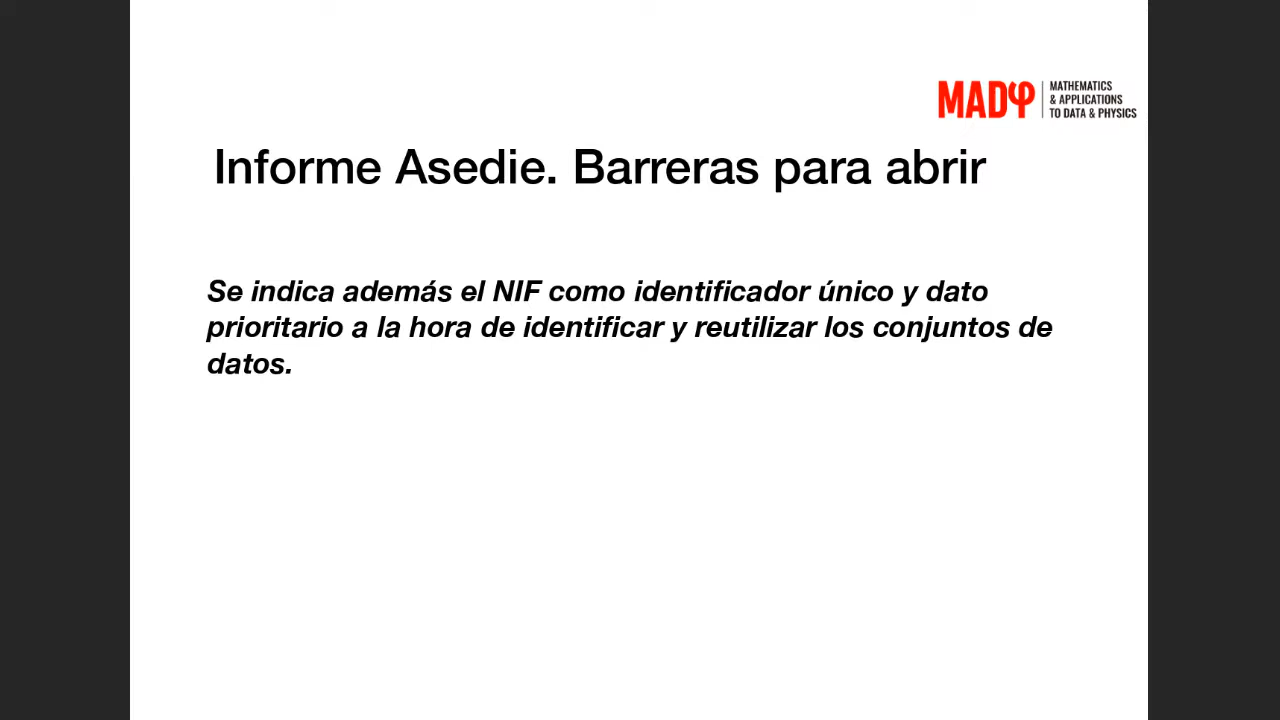 MADφ
MATHEMATICS
& APPLICATIONS
TO DATA & PHYSICS
Informe Asedie. Barreras para abrir
Se indica además el NIF como identificador único y dato
prioritario a la hora de identificar y reutilizar los conjuntos de
datos.